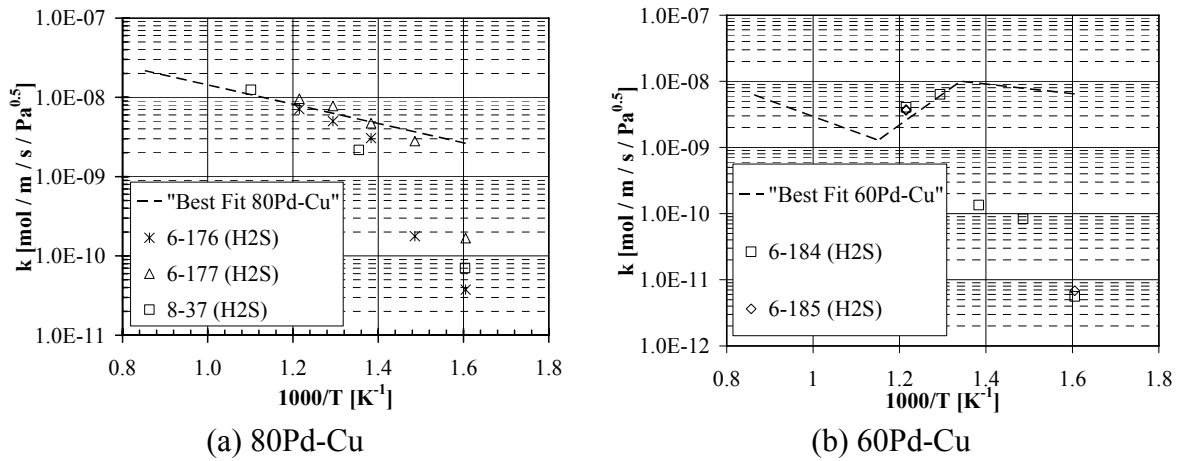 1.0E-07
1.0E-08
1.0E-09
1.0E-10
1.0E-11
k [mol / m / s / Pa^0.5]
"Best Fit 80Pd-Cu"
6-176 (H2S)
6-177 (H2S)
8-37 (H2S)
0.8 1.0 1.2 1.4 1.6 1.8
1000/T [K^-1]
(a) 80Pd-Cu
1.0E-07
1.0E-08
1.0E-09
1.0E-10
1.0E-11
1.0E-12
k [mol / m / s / Pa^0.5]
"Best Fit 60Pd-Cu"
6-184 (H2S)
6-185 (H2S)
0.8 1 1.2 1.4 1.6 1.8
1000/T [K^-1]
(b) 60Pd-Cu